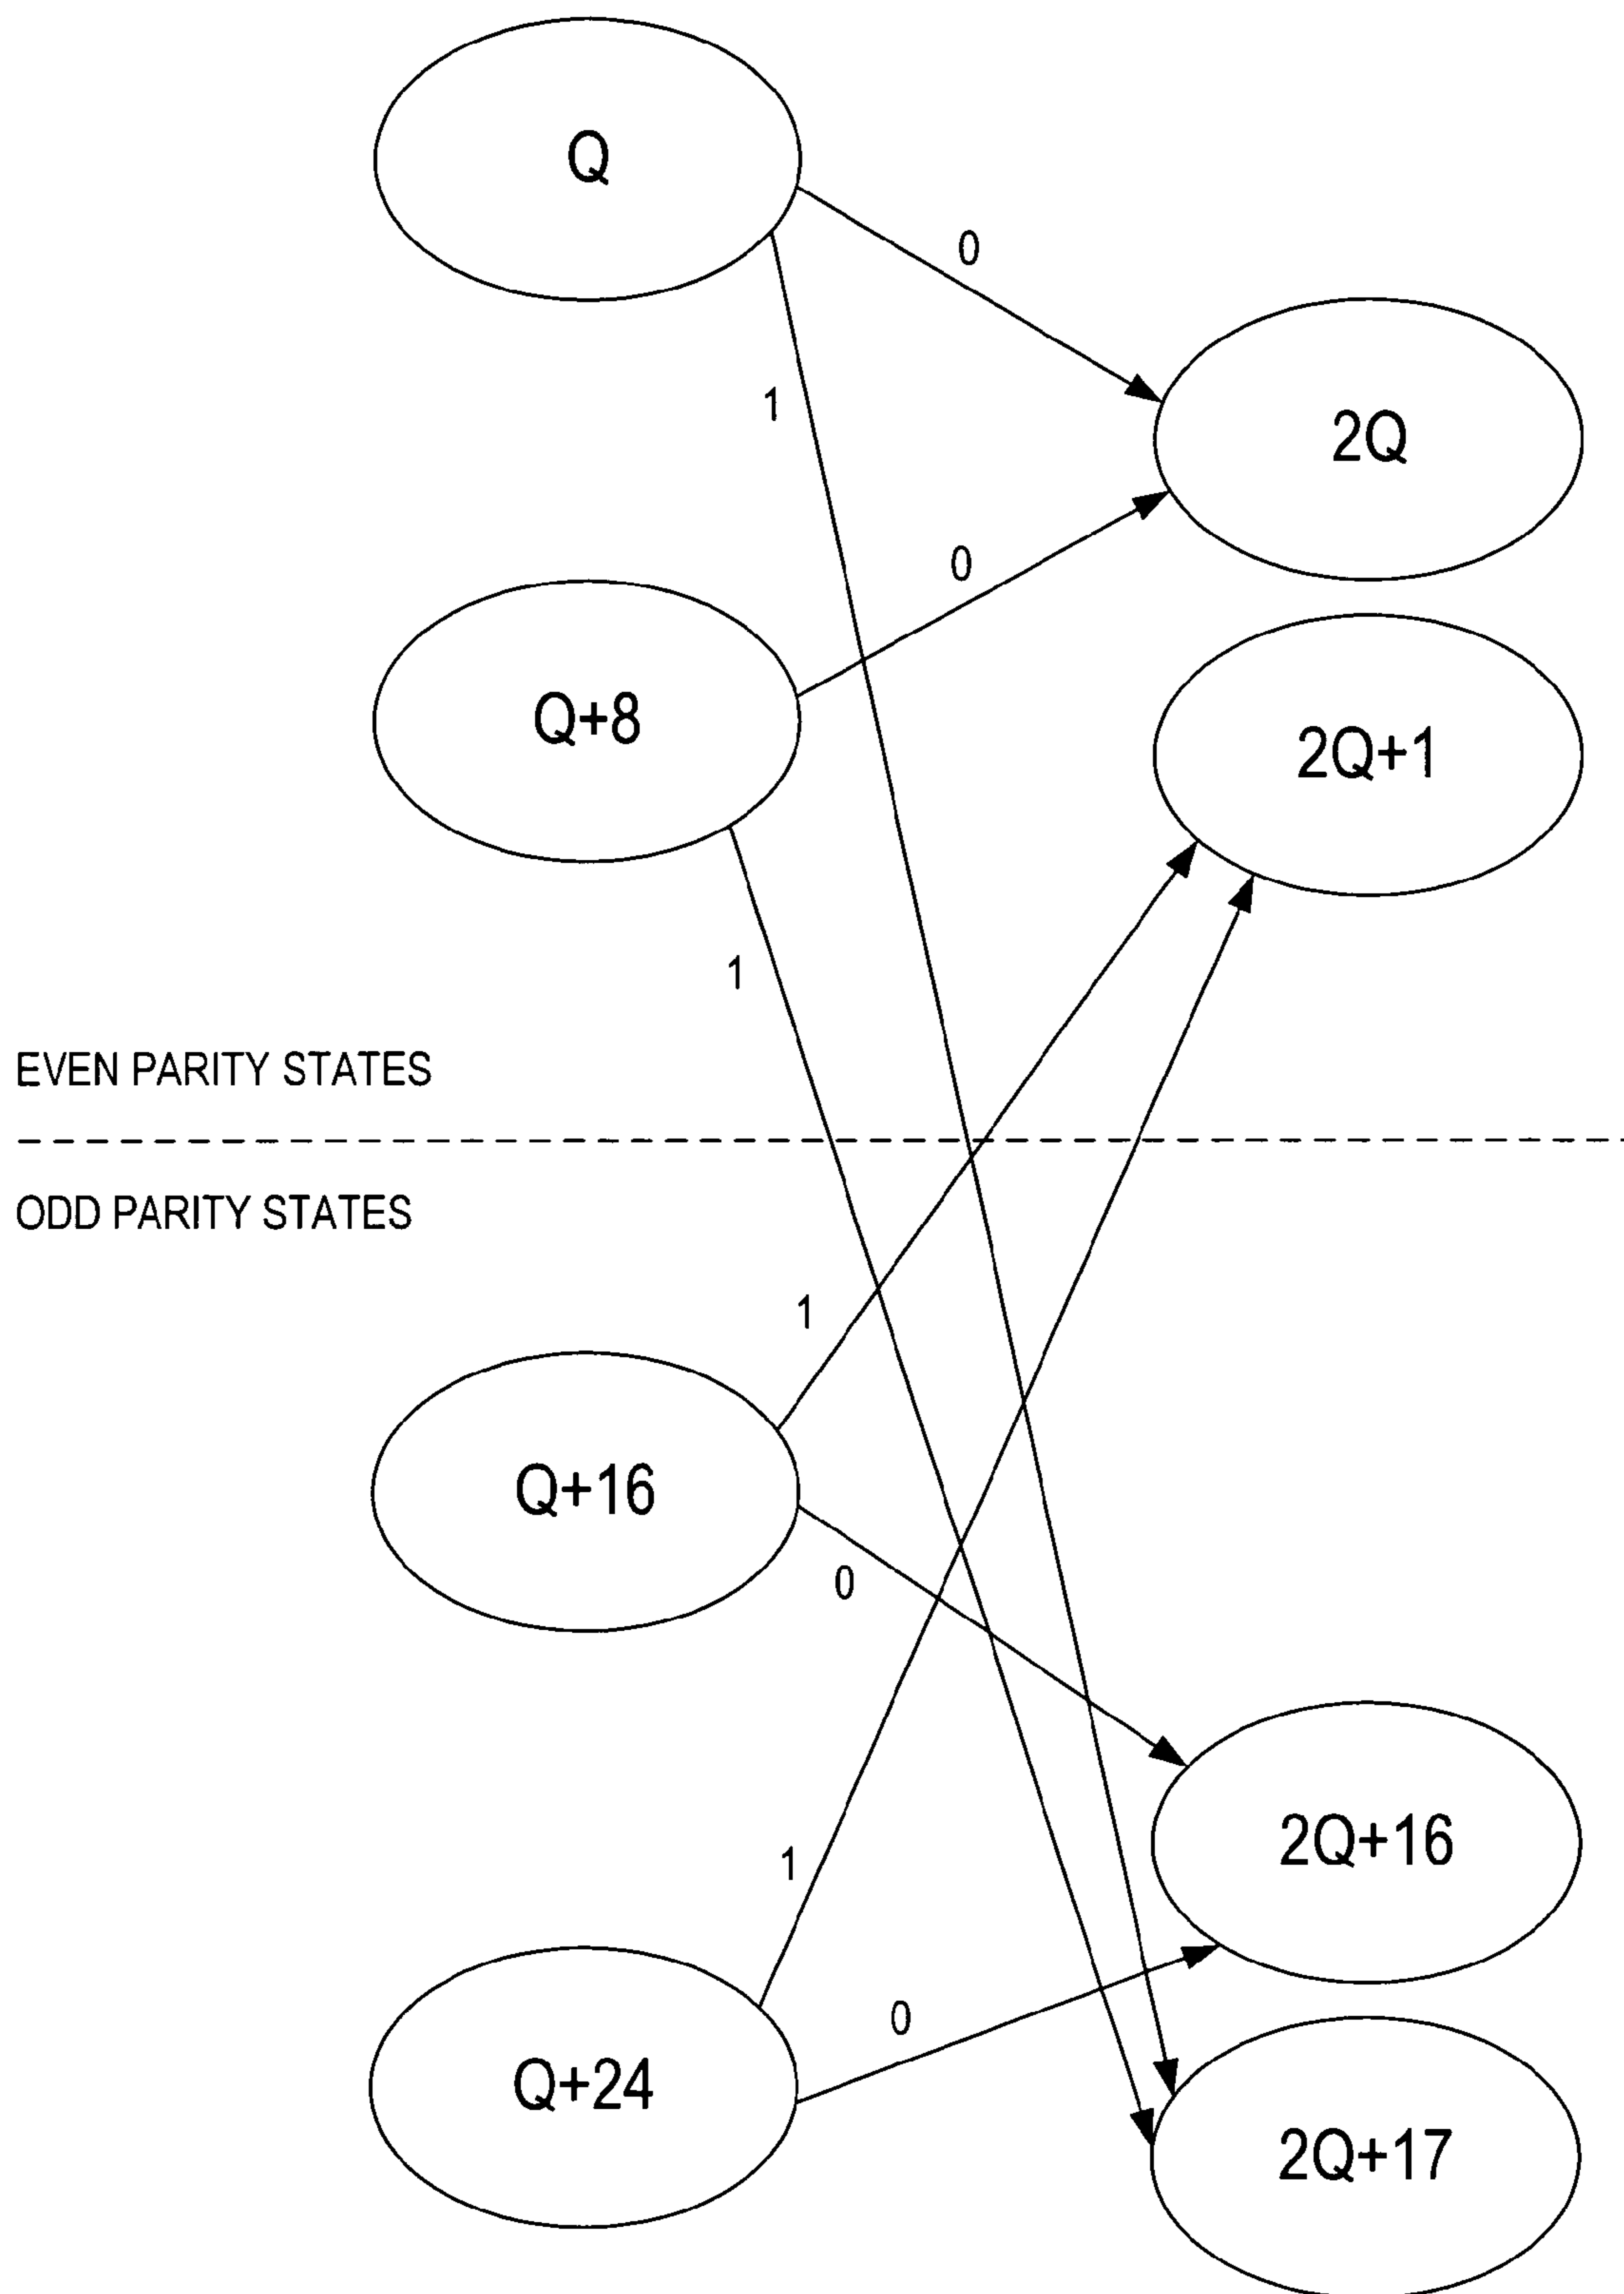 Q
0
1
2Q
0
Q+8
2Q+1
1
EVEN PARITY STATES
ODD PARITY STATES
1
Q+16
0
2Q+16
1
0
Q+24
2Q+17